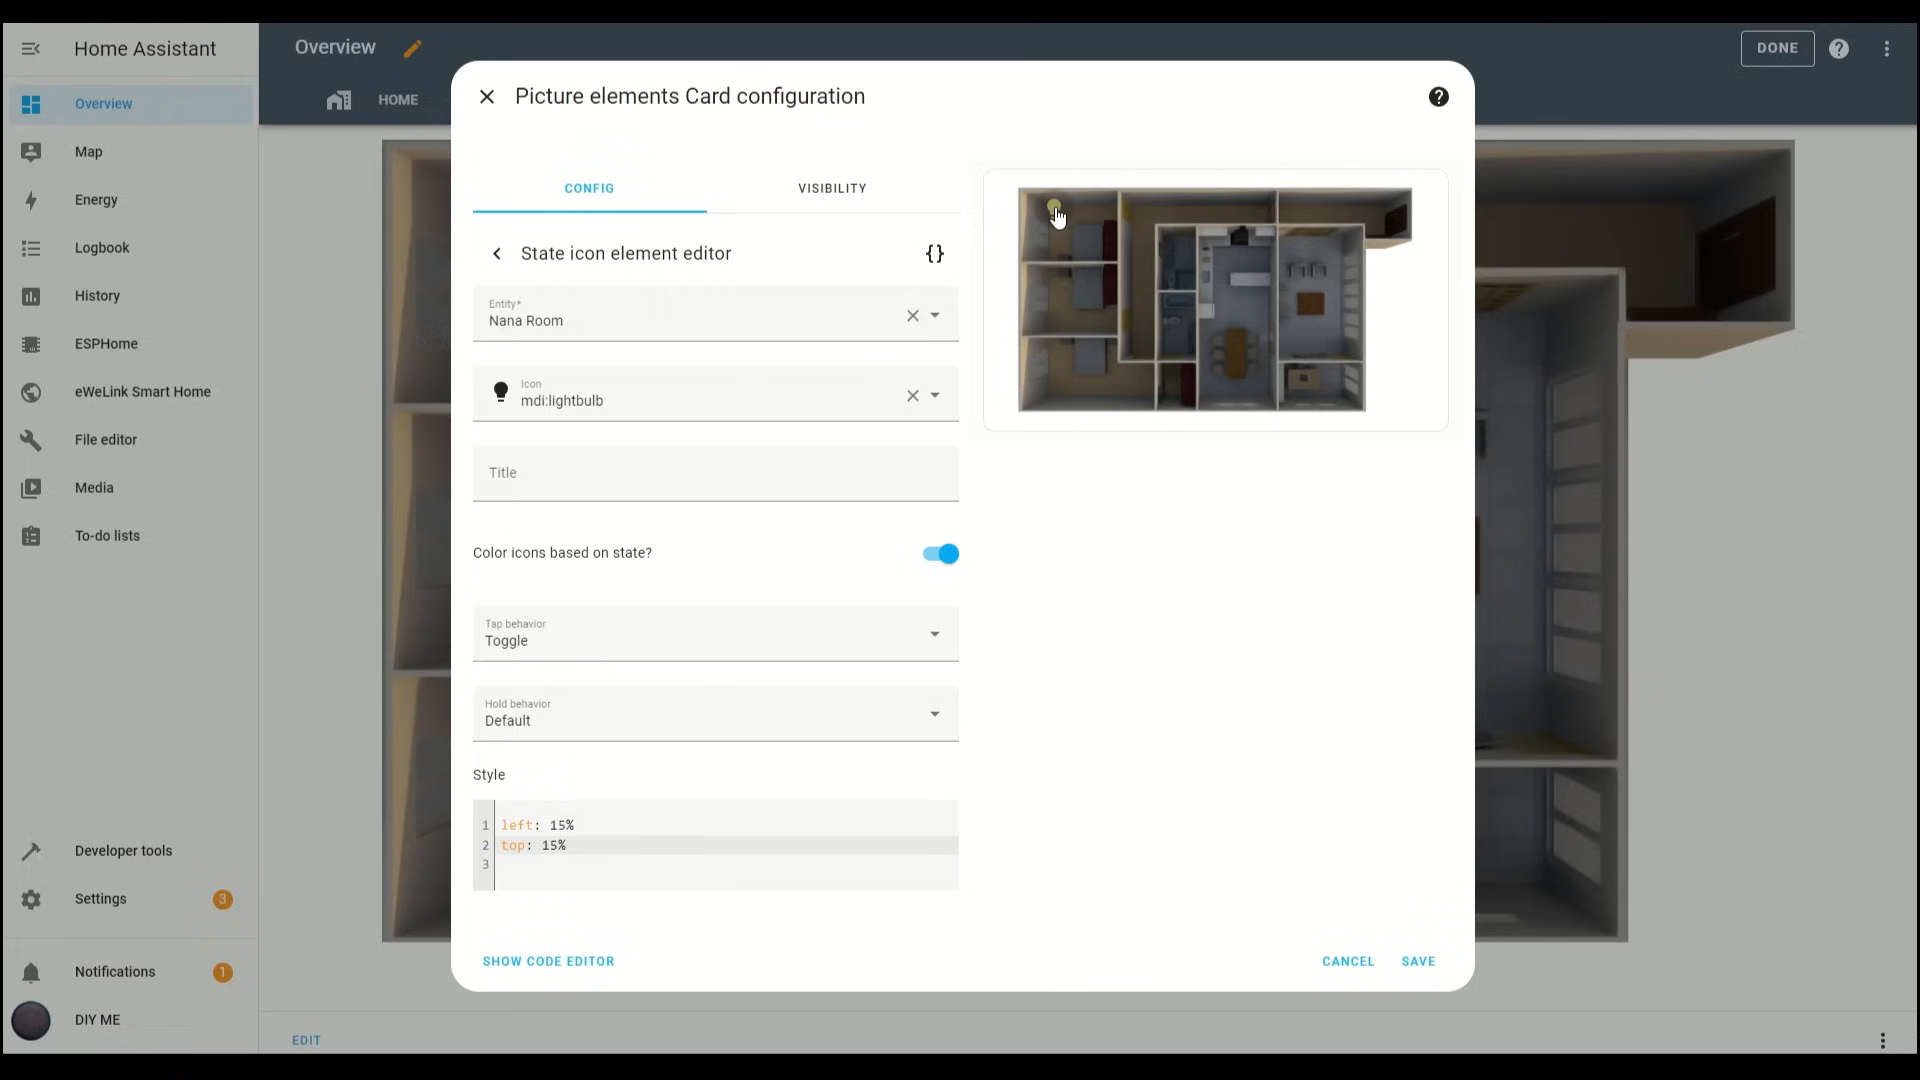 Home Assistant
Overview
DONE
HOME
Overview
Map
Energy
Logbook
History
ESPHome
eWeLink Smart Home
File editor
Media
To-do lists
Developer tools
Settings
3
Notifications
1
DIY ME
Picture elements Card configuration
CONFIG
VISIBILITY
State icon element editor
{}
Entity*
Nana Room
Icon
mdi:lightbulb
Title
Color icons based on state?
Tap behavior
Toggle
Hold behavior
Default
Style
1 left: 15%
2 top: 15%
3
SHOW CODE EDITOR
CANCEL
SAVE
EDIT